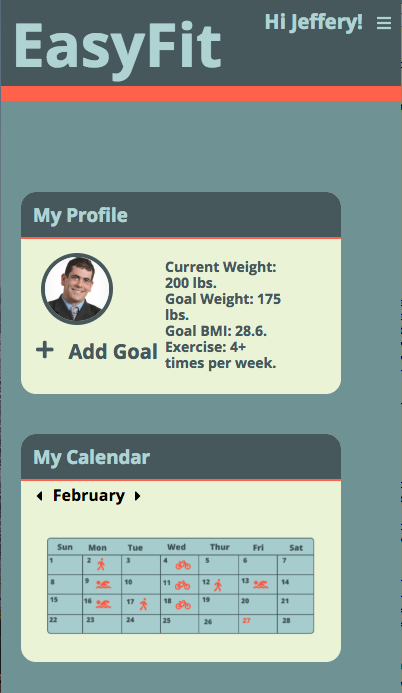 EasyFit
Hi Jeffery!
My Profile
Current Weight:
200 lbs.
Goal Weight: 175
lbs.
Goal BMI: 28.6.
Exercise: 4+
times per week.
Add Goal
My Calendar
February
Sun Mon Tue Wed Thur Fri Sat
1 2 3 4 5 6 7
8 9 10 11 12 13 14
15 16 17 18 19 20 21
22 23 24 25 26 27 28